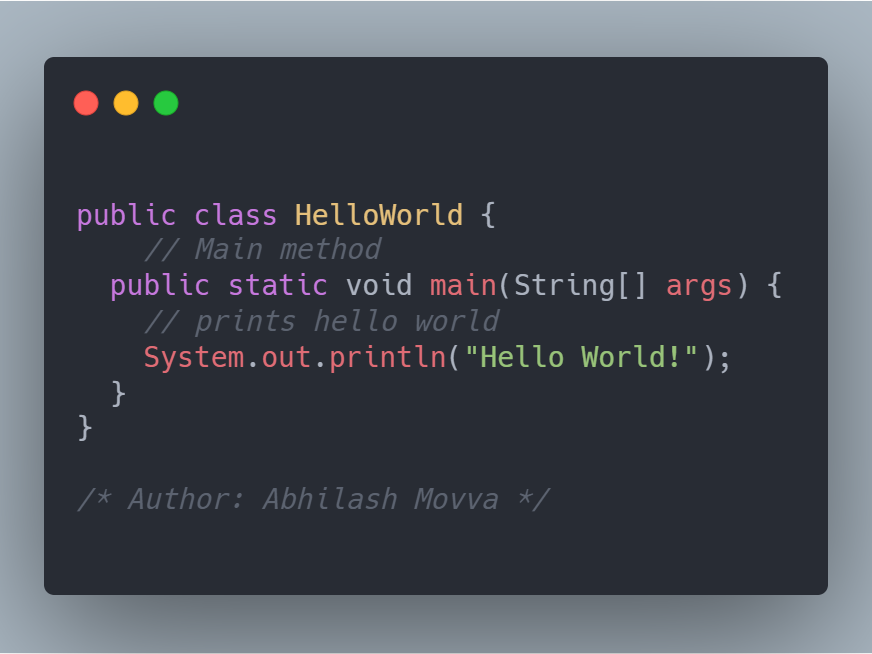 public class HelloWorld {
    // Main method
  public static void main(String[] args) {
    // prints hello world
    System.out.println("Hello World!");
  }
}
/* Author: Abhilash Movva */